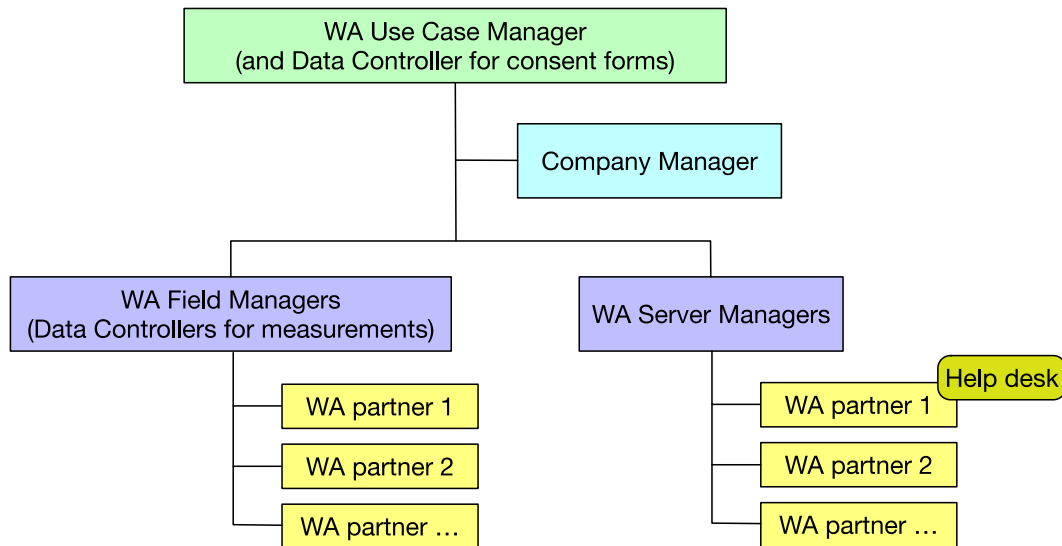 WA Use Case Manager
(and Data Controller for consent forms)
Company Manager
WA Field Managers
(Data Controllers for measurements)
WA Server Managers
Help desk
WA partner 1
WA partner 1
WA partner 2
WA partner 2
WA partner ...
WA partner ...